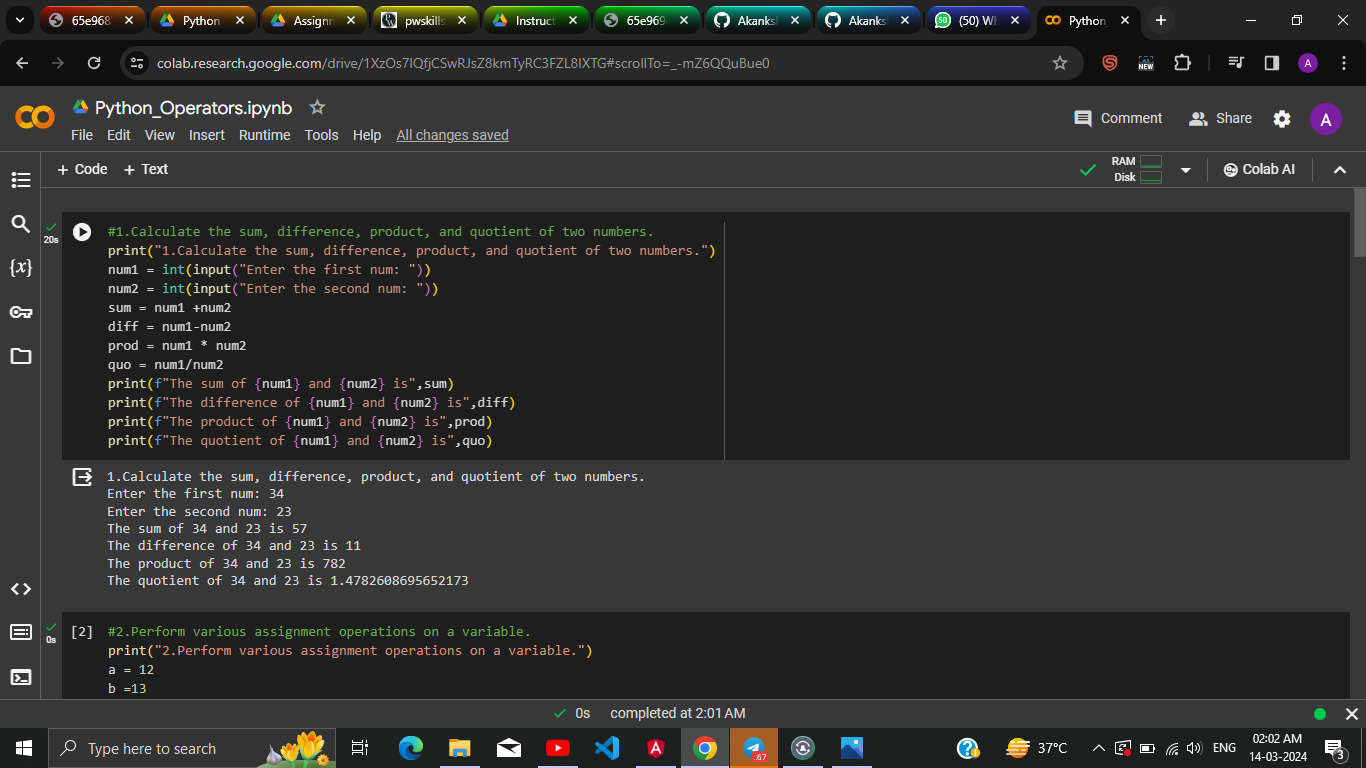 65e968
Python
Assignm
pwskills
Instruct
65e969
Akanks
Akanks
(50) W
Python_
colab.research.google.com/drive/1XzOs7IQfjCSwRJsZ8kmTyRC3FZL8IXTG#scrollTo=_-mZ6QQuBue0
NEW
A
Python_Operators.ipynb
File Edit View Insert Runtime Tools Help All changes saved
Comment Share A
+ Code + Text
RAM
Disk
Colab AI
20s
#1.Calculate the sum, difference, product, and quotient of two numbers.
print("1.Calculate the sum, difference, product, and quotient of two numbers.")
num1 = int(input("Enter the first num: "))
num2 = int(input("Enter the second num: "))
sum = num1 +num2
diff = num1-num2
prod = num1 * num2
quo = num1/num2
print(f"The sum of {num1} and {num2} is",sum)
print(f"The difference of {num1} and {num2} is",diff)
print(f"The product of {num1} and {num2} is",prod)
print(f"The quotient of {num1} and {num2} is",quo)
1.Calculate the sum, difference, product, and quotient of two numbers.
Enter the first num: 34
Enter the second num: 23
The sum of 34 and 23 is 57
The difference of 34 and 23 is 11
The product of 34 and 23 is 782
The quotient of 34 and 23 is 1.4782608695652173
0s
[2] #2.Perform various assignment operations on a variable.
print("2.Perform various assignment operations on a variable.")
a = 12
b =13
0s completed at 2:01 AM
Type here to search
.67
37°C
ENG
02:02 AM
14-03-2024
3